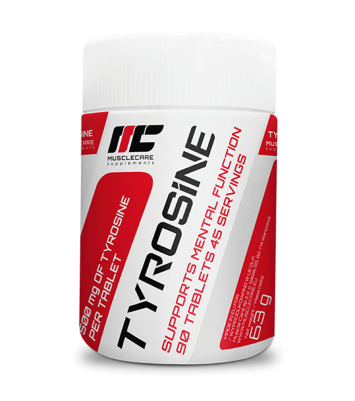 MC
MUSCLECARE
supplements
TYROSINE
SUPPORTS MENTAL FUNCTION
90 TABLETS 45 SERVINGS
500 mg OF TYROSINE
PER TABLET
63 g